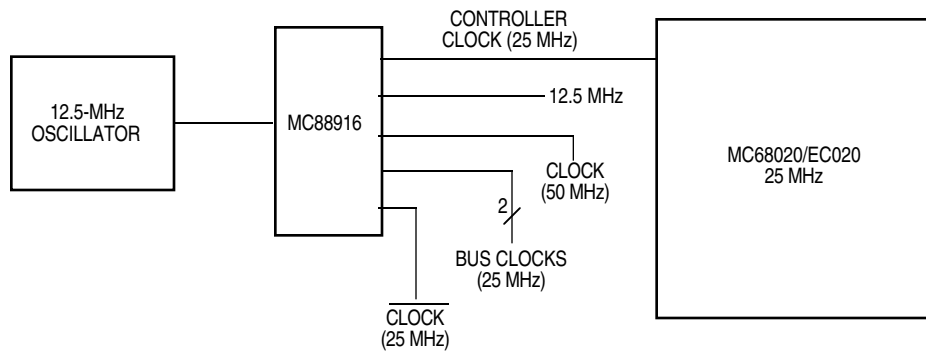 CONTROLLER
CLOCK (25 MHz)
12.5-MHz
OSCILLATOR
MC88916
12.5 MHz
MC68020/EC020
25 MHz
CLOCK
(50 MHz)
2
BUS CLOCKS
(25 MHz)
CLOCK
(25 MHz)